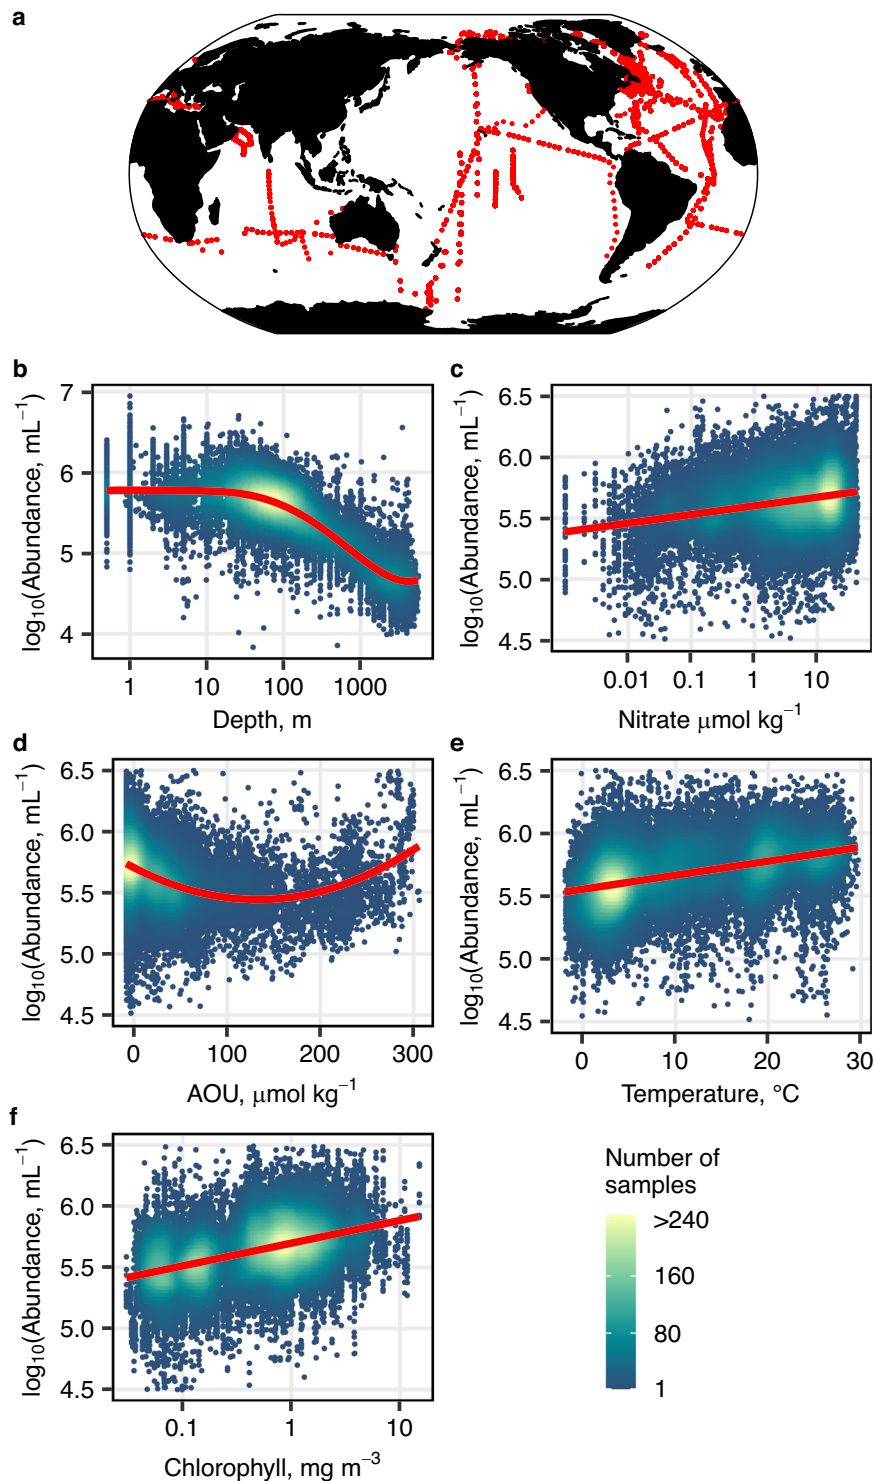 a
b
log₁₀(Abundance, mL⁻¹)
7
6
5
4
1
10
100
1000
Depth, m
c
log₁₀(Abundance, mL⁻¹)
6.5
6.0
5.5
5.0
4.5
0.01
0.1
1
10
Nitrate μmol kg⁻¹
d
log₁₀(Abundance, mL⁻¹)
6.5
6.0
5.5
5.0
4.5
0
100
200
300
AOU, μmol kg⁻¹
e
log₁₀(Abundance, mL⁻¹)
6.5
6.0
5.5
5.0
4.5
0
10
20
30
Temperature, °C
f
log₁₀(Abundance, mL⁻¹)
6.5
6.0
5.5
5.0
4.5
0.1
1
10
Chlorophyll, mg m⁻³
Number of
samples
>240
160
80
1